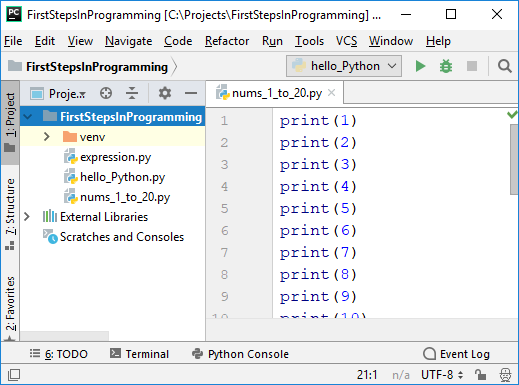 PC FirstStepsInProgramming [C:\Projects\FirstStepsInProgramming]
File Edit View Navigate Code Refactor Run Tools VCS Window Help
FirstStepsInProgramming hello_Python
1: Project
Z: Structure
2: Favorites
Proje..
FirstStepsInProgramming
venv
expression.py
hello_Python.py
nums_1_to_20.py
External Libraries
Scratches and Consoles
nums_1_to_20.py
1 print(1)
2 print(2)
3 print(3)
4 print(4)
5 print(5)
6 print(6)
7 print(7)
8 print(8)
9 print(9)
10 print(10)
6: TODO Terminal Python Console Event Log
21:1 n/a UTF-8